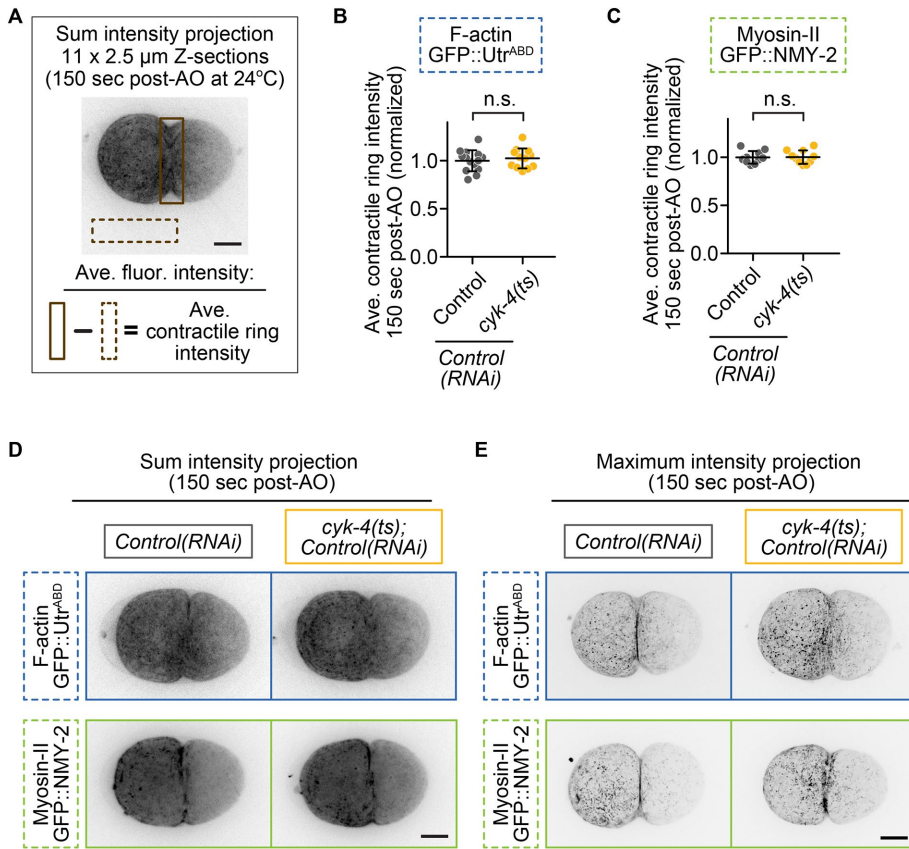 A
Sum intensity projection
11 x 2.5 µm Z-sections
(150 sec post-AO at 24°C)
Ave. fluor. intensity:
– =
Ave.
contractile ring
intensity
B
F-actin
GFP::Utr^ABD
n.s.
Ave. contractile ring intensity
150 sec post-AO (normalized)
1.0
0.5
0.0
Control
cyk-4(ts)
Control
(RNAi)
C
Myosin-II
GFP::NMY-2
n.s.
Ave. contractile ring intensity
150 sec post-AO (normalized)
1.0
0.5
0.0
Control
cyk-4(ts)
Control
(RNAi)
D
Sum intensity projection
(150 sec post-AO)
Control(RNAi)
cyk-4(ts);
Control(RNAi)
F-actin
GFP::Utr^ABD
Myosin-II
GFP::NMY-2
E
Maximum intensity projection
(150 sec post-AO)
Control(RNAi)
cyk-4(ts);
Control(RNAi)
F-actin
GFP::Utr^ABD
Myosin-II
GFP::NMY-2